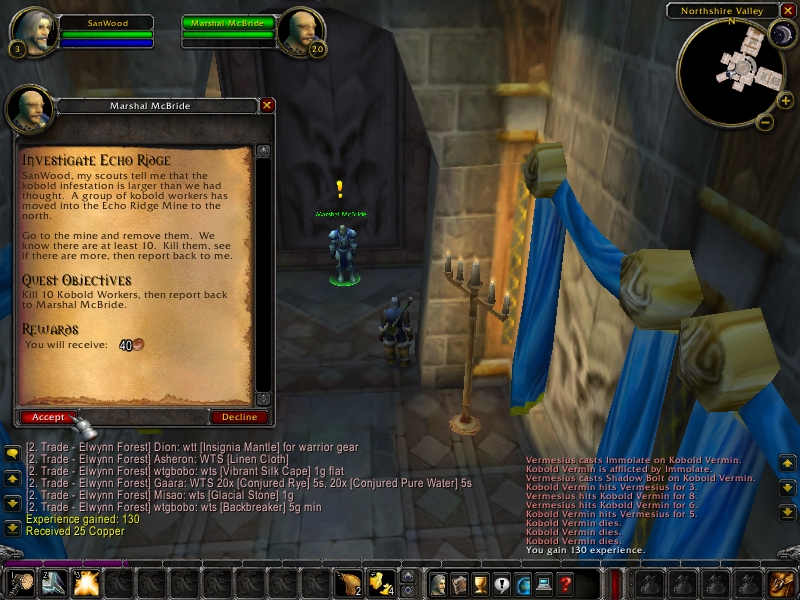 SanWood
3
Marshal McBride
20
Northshire Valley
N
Marshal McBride
Investigate Echo Ridge
SanWood, my scouts tell me that the
kobold infestation is larger than we had
thought. A group of kobold workers has
moved into the Echo Ridge Mine to the
north.
Go to the mine and remove them. We
know there are at least 10. Kill them, see
if there are more, then report back to me.
Quest Objectives
Kill 10 Kobold Workers, then report back
to Marshal McBride.
Rewards
You will receive: 40
Accept
Decline
!
Marshal McBride
[2. Trade - Elwynn Forest] Dion: wtt [Insignia Mantle] for warrior gear
[2. Trade - Elwynn Forest] Asheron: WTS [Linen Cloth]
[2. Trade - Elwynn Forest] wtgbobo: wts [Vibrant Silk Cape] 1g flat
[2. Trade - Elwynn Forest] Gaara: WTS 20x [Conjured Rye] 5s, 20x [Conjured Pure Water] 5s
[2. Trade - Elwynn Forest] Misao: wts [Glacial Stone] 1g
[2. Trade - Elwynn Forest] wtgbobo: wts [Backbreaker] 5g min
Experience gained: 130
Received 25 Copper
Vermesius casts Immolate on Kobold Vermin.
Kobold Vermin is afflicted by Immolate.
Vermesius casts Shadow Bolt on Kobold Vermin.
Kobold Vermin hits Vermesius for 3.
Vermesius hits Kobold Vermin for 8.
Vermesius hits Kobold Vermin for 6.
Kobold Vermin hits Vermesius for 5.
Kobold Vermin dies.
Kobold Vermin dies.
Kobold Vermin dies.
You gain 130 experience.
2
2
4